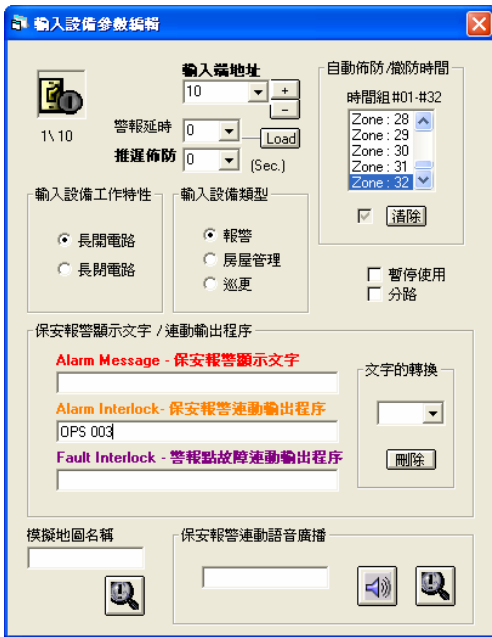 輸入設備參數編輯
輸入端地址
10
+
-
1\ 10
警報延時
0
Load
推遲佈防
0
(Sec.)
自動佈防/撤防時間
時間組#01-#32
Zone : 28
Zone : 29
Zone : 30
Zone : 31
Zone : 32
清除
輸入設備工作特性
長開電路
長閉電路
輸入設備類型
報警
房屋管理
巡更
暫停使用
分路
保安報警顯示文字 / 連動輸出程序
Alarm Message - 保安報警顯示文字
Alarm Interlock- 保安報警連動輸出程序
OPS 003
Fault Interlock - 警報點故障連動輸出程序
文字的轉換
刪除
模擬地圖名稱
保安報警連動語音廣播